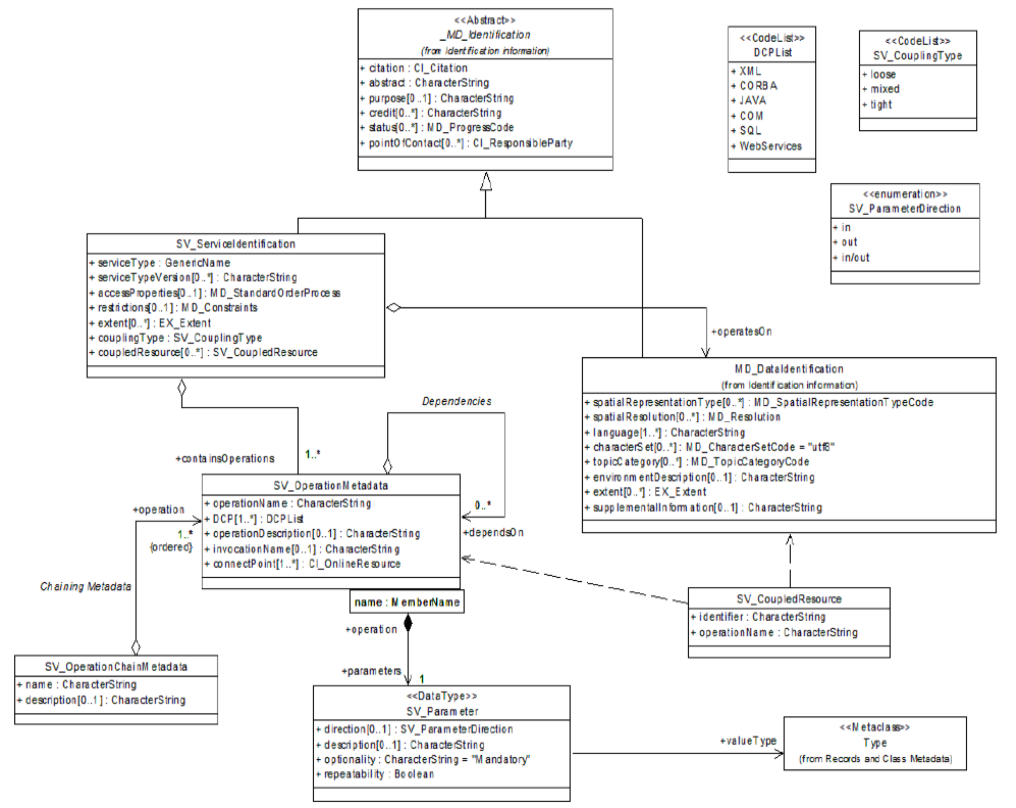 <<Abstract>>
_MD_Identification
(from Identification information)
+ citation : CI_Citation
+ abstract : CharacterString
+ purpose[0..1] : CharacterString
+ credit[0..*] : CharacterString
+ status[0..*] : MD_ProgressCode
+ pointOfContact[0..*] : CI_ResponsibleParty
<<CodeList>>
DCPList
+ XML
+ CORBA
+ JAVA
+ COM
+ SQL
+ WebServices
<<CodeList>>
SV_CouplingType
+ loose
+ mixed
+ tight
<<enumeration>>
SV_ParameterDirection
+ in
+ out
+ in/out
SV_ServiceIdentification
+ serviceType : GenericName
+ serviceTypeVersion[0..*] : CharacterString
+ accessProperties[0..1] : MD_StandardOrderProcess
+ restrictions[0..1] : MD_Constraints
+ extent[0..*] : EX_Extent
+ couplingType : SV_CouplingType
+ coupledResource[0..*] : SV_CoupledResource
+operatesOn
MD_DataIdentification
(from Identification information)
+ spatialRepresentationType[0..*] : MD_SpatialRepresentationTypeCode
+ spatialResolution[0..*] : MD_Resolution
+ language[1..*] : CharacterString
+ characterSet[0..*] : MD_CharacterSetCode = "utf8"
+ topicCategory[0..*] : MD_TopicCategoryCode
+ environmentDescription[0..1] : CharacterString
+ extent[0..*] : EX_Extent
+ supplementalInformation[0..1] : CharacterString
Dependencies
+containsOperations
1..*
SV_OperationMetadata
+ operationName : CharacterString
+ DCP[1..*] : DCPList
+ operationDescription[0..1] : CharacterString
+ invocationName[0..1] : CharacterString
+ connectPoint[1..*] : CI_OnlineResource
0..*
+dependsOn
+operation
1..*
{ordered}
Chaining Metadata
name : MemberName
SV_CoupledResource
+ identifier : CharacterString
+ operationName : CharacterString
+operation
+parameters
1
SV_OperationChainMetadata
+ name : CharacterString
+ description[0..1] : CharacterString
<<DataType>>
SV_Parameter
+ direction[0..1] : SV_ParameterDirection
+ description[0..1] : CharacterString
+ optionality : CharacterString = "Mandatory"
+ repeatability : Boolean
+valueType
<<Metaclass>>
Type
(from Records and Class Metadata)